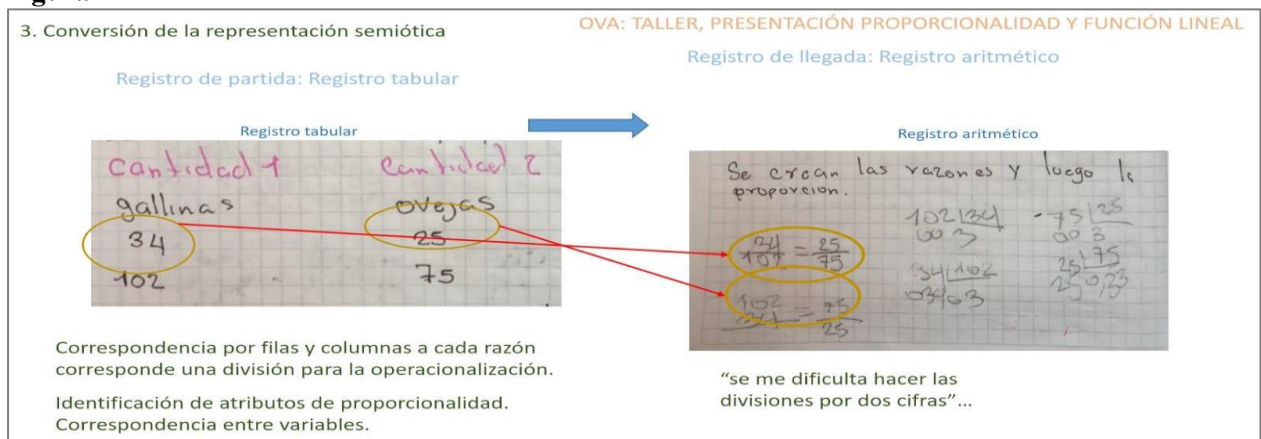 3. Conversión de la representación semiótica
OVA: TALLER, PRESENTACIÓN PROPORCIONALIDAD Y FUNCIÓN LINEAL
Registro de partida: Registro tabular
Registro de llegada: Registro aritmético
Registro tabular
Registro aritmético
cantidad 1 cantidad 2
gallinas ovejas
34 25
102 75
Se crean las razones y luego la
proporcion.
34/102 = 25/75
102/34 = 75/25
102 34
00 3
75 25
00 3
34 102
034 03
25 75
250
Correspondencia por filas y columnas a cada razón
corresponde una división para la operacionalización.
Identificación de atributos de proporcionalidad.
Correspondencia entre variables.
"se me dificulta hacer las
divisiones por dos cifras"...